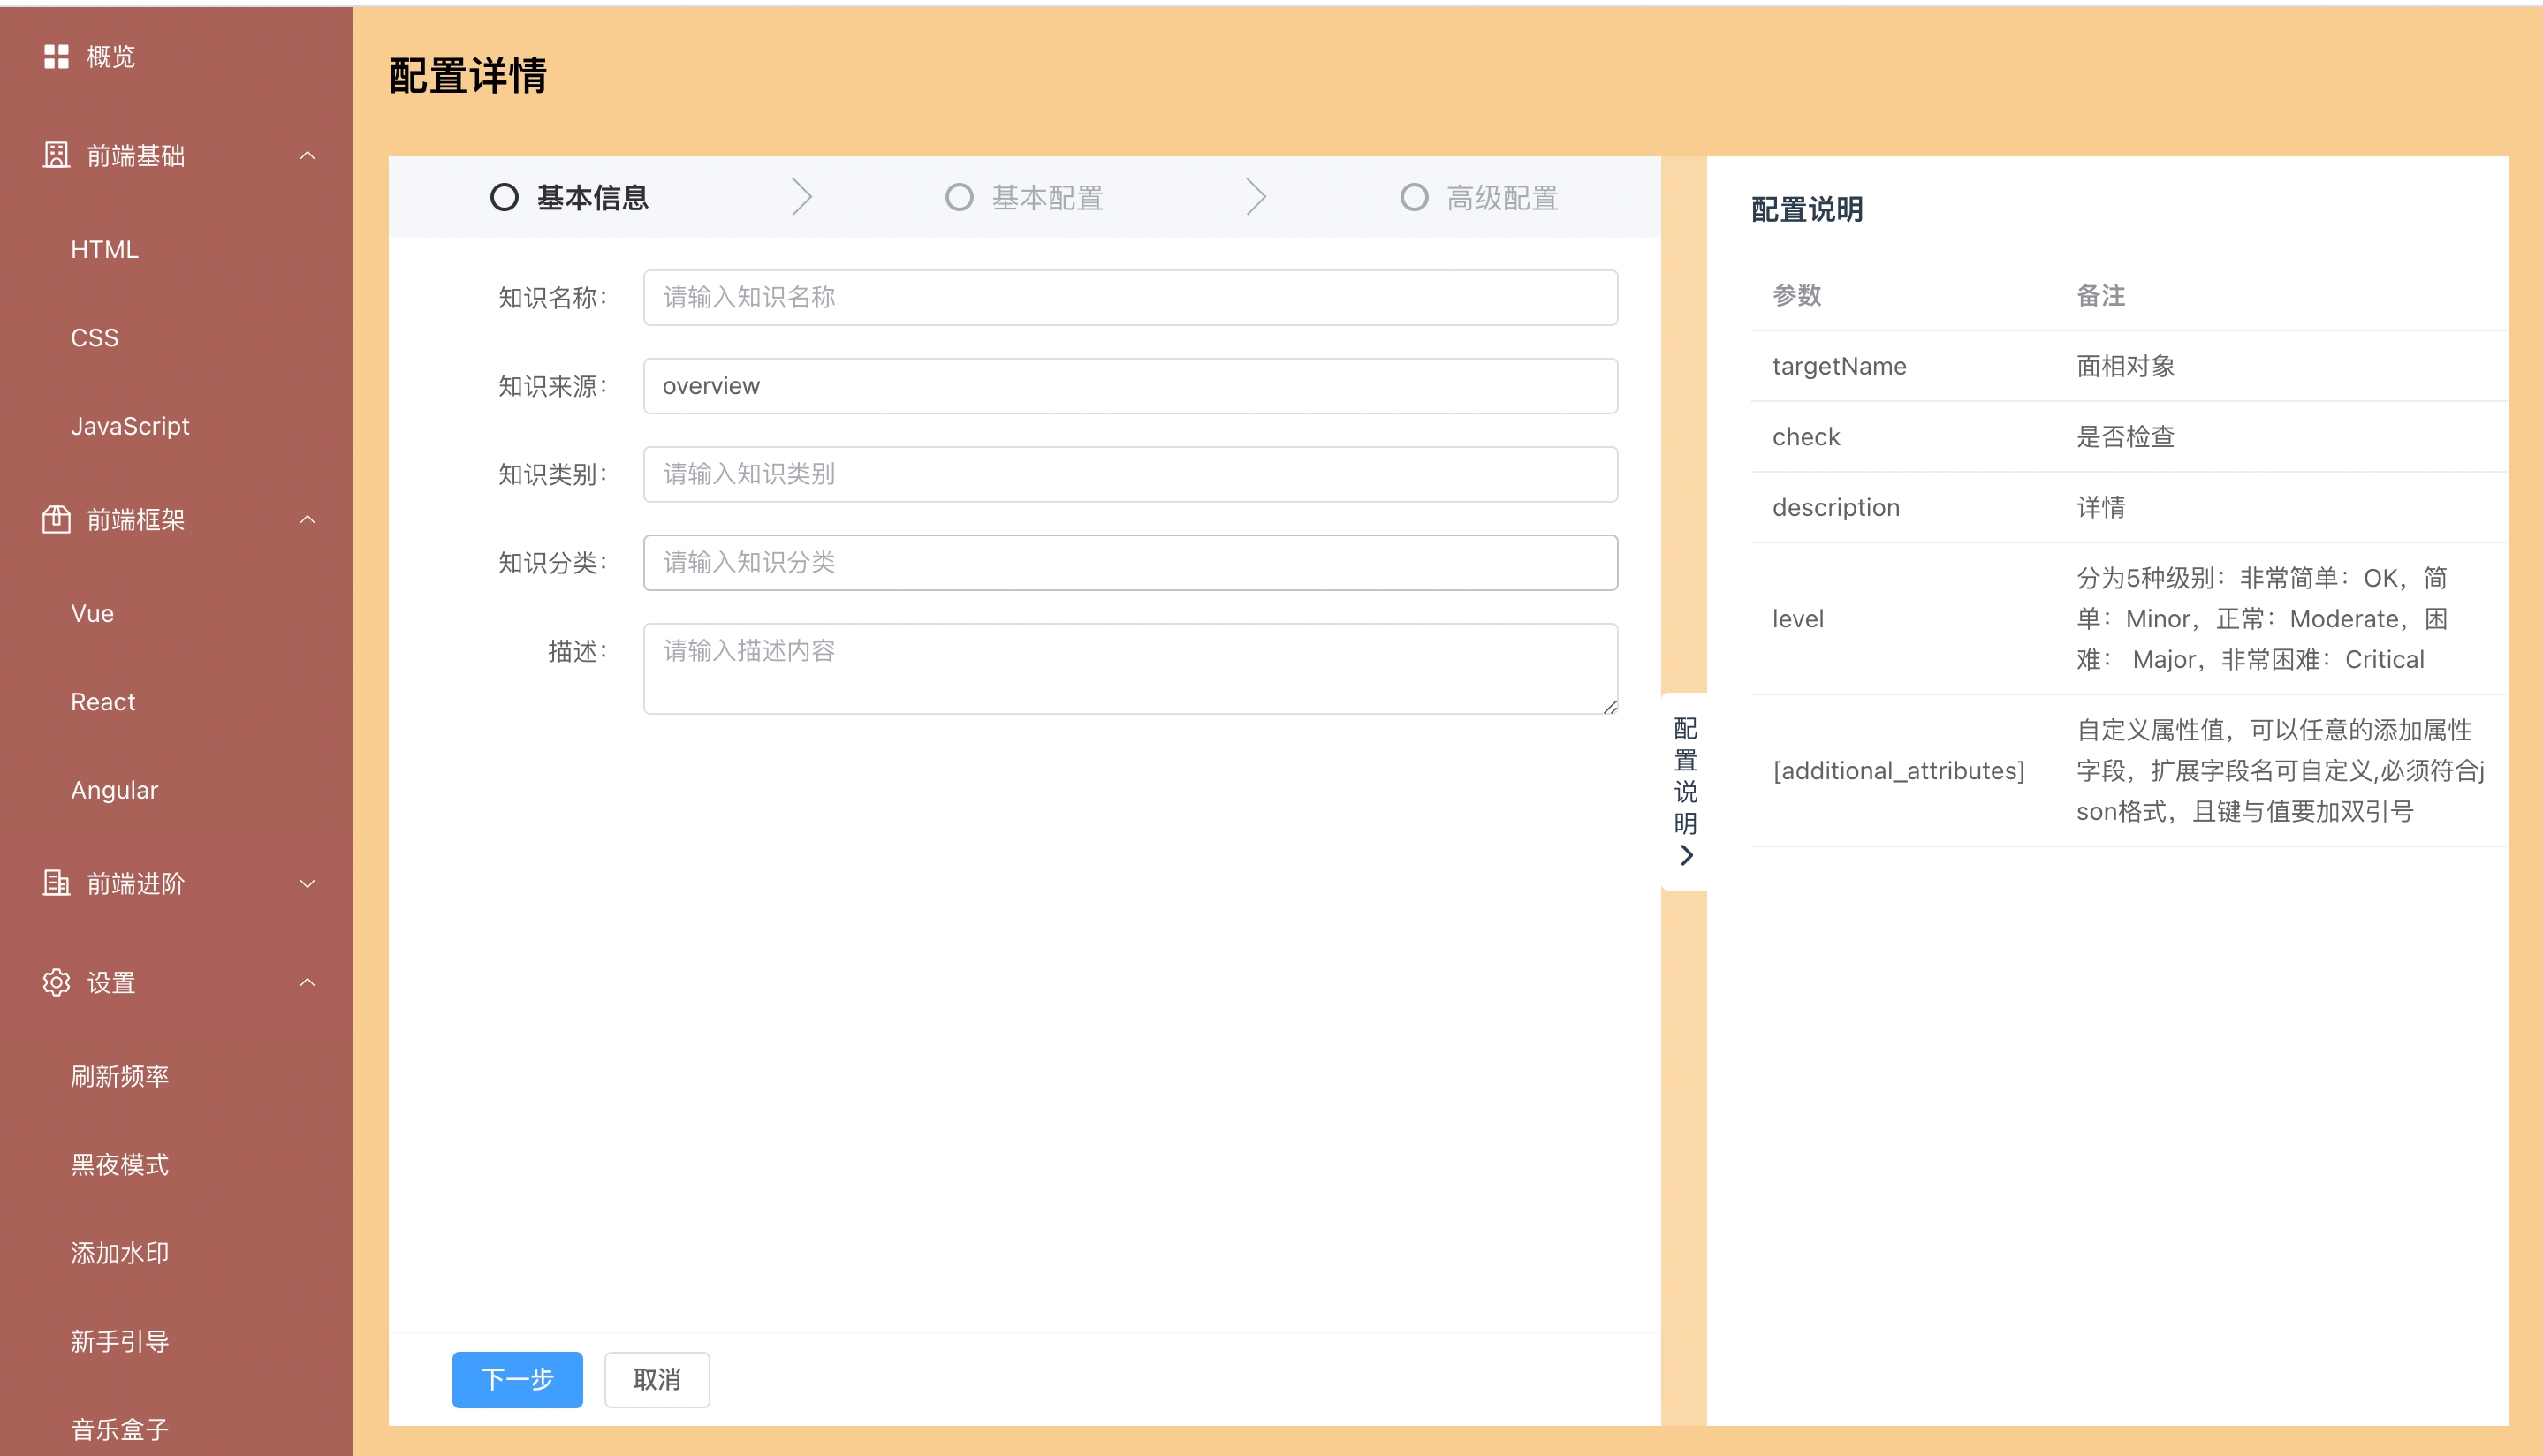 概览
前端基础
HTML
CSS
JavaScript
前端框架
Vue
React
Angular
前端进阶
设置
刷新频率
黑夜模式
添加水印
新手引导
音乐盒子
配置详情
基本信息
基本配置
高级配置
知识名称：
请输入知识名称
知识来源：
overview
知识类别：
请输入知识类别
知识分类：
请输入知识分类
描述：
请输入描述内容
下一步
取消
配
置
说
明
配置说明
参数
备注
targetName
面相对象
check
是否检查
description
详情
level
分为5种级别：非常简单：OK，简
单：Minor，正常：Moderate，困
难： Major，非常困难：Critical
[additional_attributes]
自定义属性值，可以任意的添加属性
字段，扩展字段名可自定义,必须符合j
son格式，且键与值要加双引号